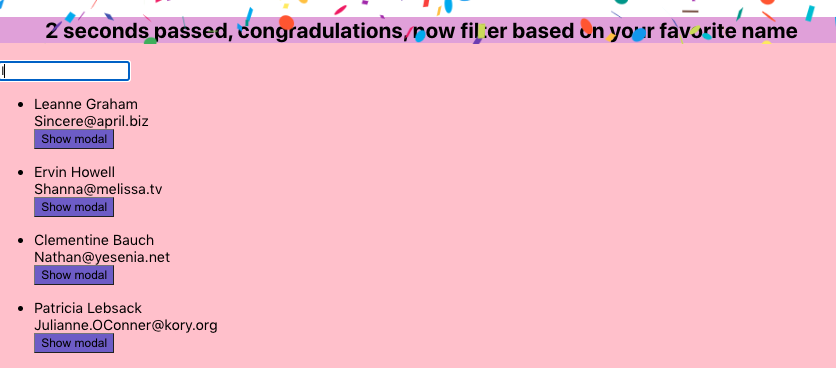 2 seconds passed, congradulations, now filter based on your favorite name
l
Leanne Graham
Sincere@april.biz
Show modal
Ervin Howell
Shanna@melissa.tv
Show modal
Clementine Bauch
Nathan@yesenia.net
Show modal
Patricia Lebsack
Julianne.OConner@kory.org
Show modal